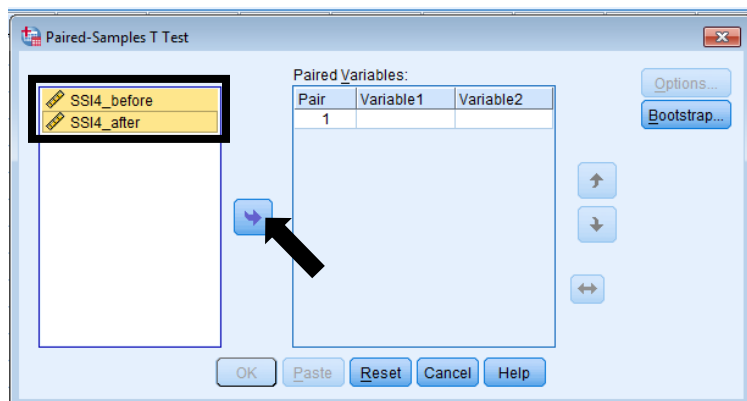 Paired-Samples T Test
SSI4_before
SSI4_after
Paired Variables:
Pair Variable1 Variable2
1
Options...
Bootstrap...
OK Paste Reset Cancel Help